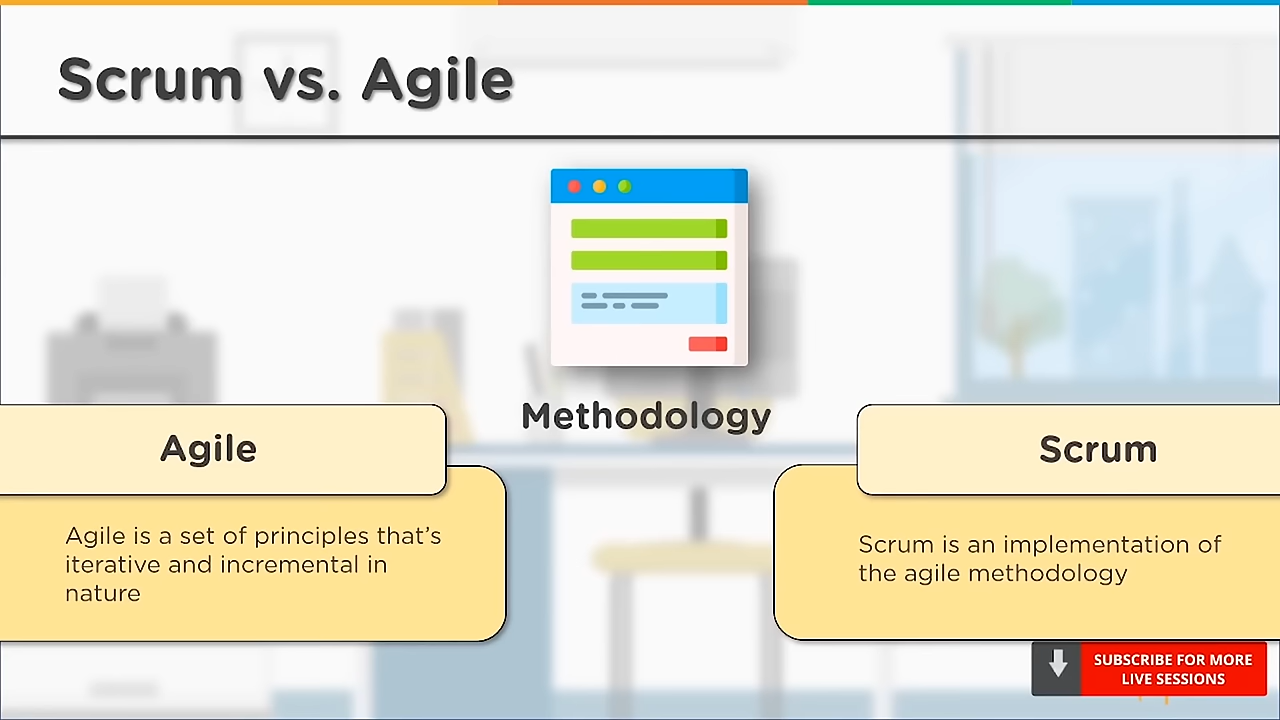 Scrum vs. Agile
Methodology
Agile
Agile is a set of principles that's
iterative and incremental in
nature
Scrum
Scrum is an implementation of
the agile methodology
SUBSCRIBE FOR MORE
LIVE SESSIONS